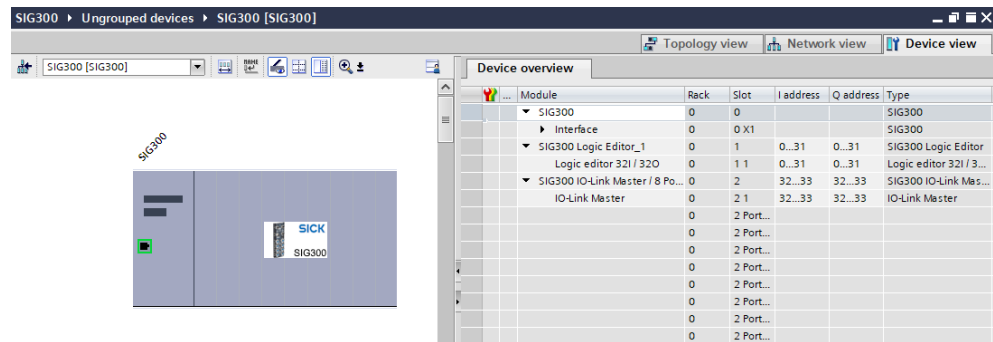 SIG300 ▸ Ungrouped devices ▸ SIG300 [SIG300]
Topology view Network view Device view
SIG300 [SIG300]
Device overview
... Module Rack Slot I address Q address Type
SIG300 0 0 SIG300
Interface 0 0 X1 SIG300
SIG300 Logic Editor_1 0 1 0...31 0...31 SIG300 Logic Editor
Logic editor 32I / 32O 0 1 1 0...31 0...31 Logic editor 32I / 3...
SIG300 IO-Link Master / 8 Po... 0 2 32...33 32...33 SIG300 IO-Link Mas...
IO-Link Master 0 2 1 32...33 32...33 IO-Link Master
0 2 Port...
0 2 Port...
0 2 Port...
0 2 Port...
0 2 Port...
0 2 Port...
0 2 Port...
0 2 Port...
SIG300
SICK
SIG300